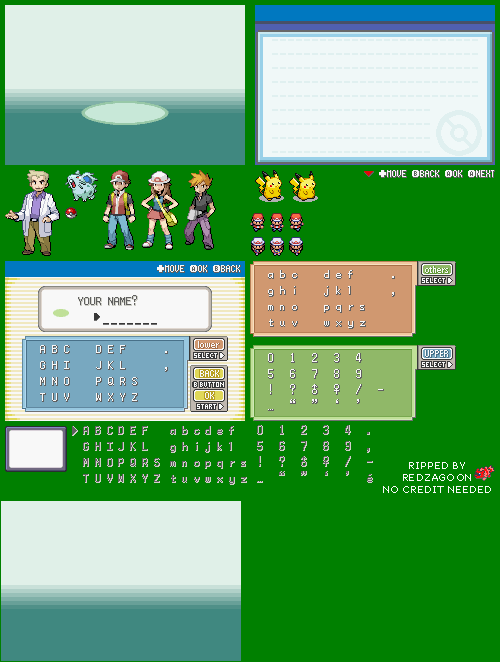 ✚MOVE ⒷBACK ⒶOK ⒶNEXT
✚MOVE ⒶOK ⒷBACK
YOUR NAME?
A B C D E F .
G H I J K L ,
M N O P Q R S
T U V W X Y Z
lower
SELECT▶
BACK
B BUTTON
OK
START▶
a b c d e f .
g h i j k l ,
m n o p q r s
t u v w x y z
others
SELECT▶
0 1 2 3 4
5 6 7 8 9
! ? ♂ ♀ / -
… “ ” ‘ ’
UPPER
SELECT▶
A B C D E F a b c d e f 0 1 2 3 4 .
G H I J K L g h i j k l 5 6 7 8 9 ,
M N O P Q R S m n o p q r s ! ? ♂ ♀ / -
T U V W X Y Z t u v w x y z … “ ” ‘ ’ é
RIPPED BY
REDZAGOON
NO CREDIT NEEDED